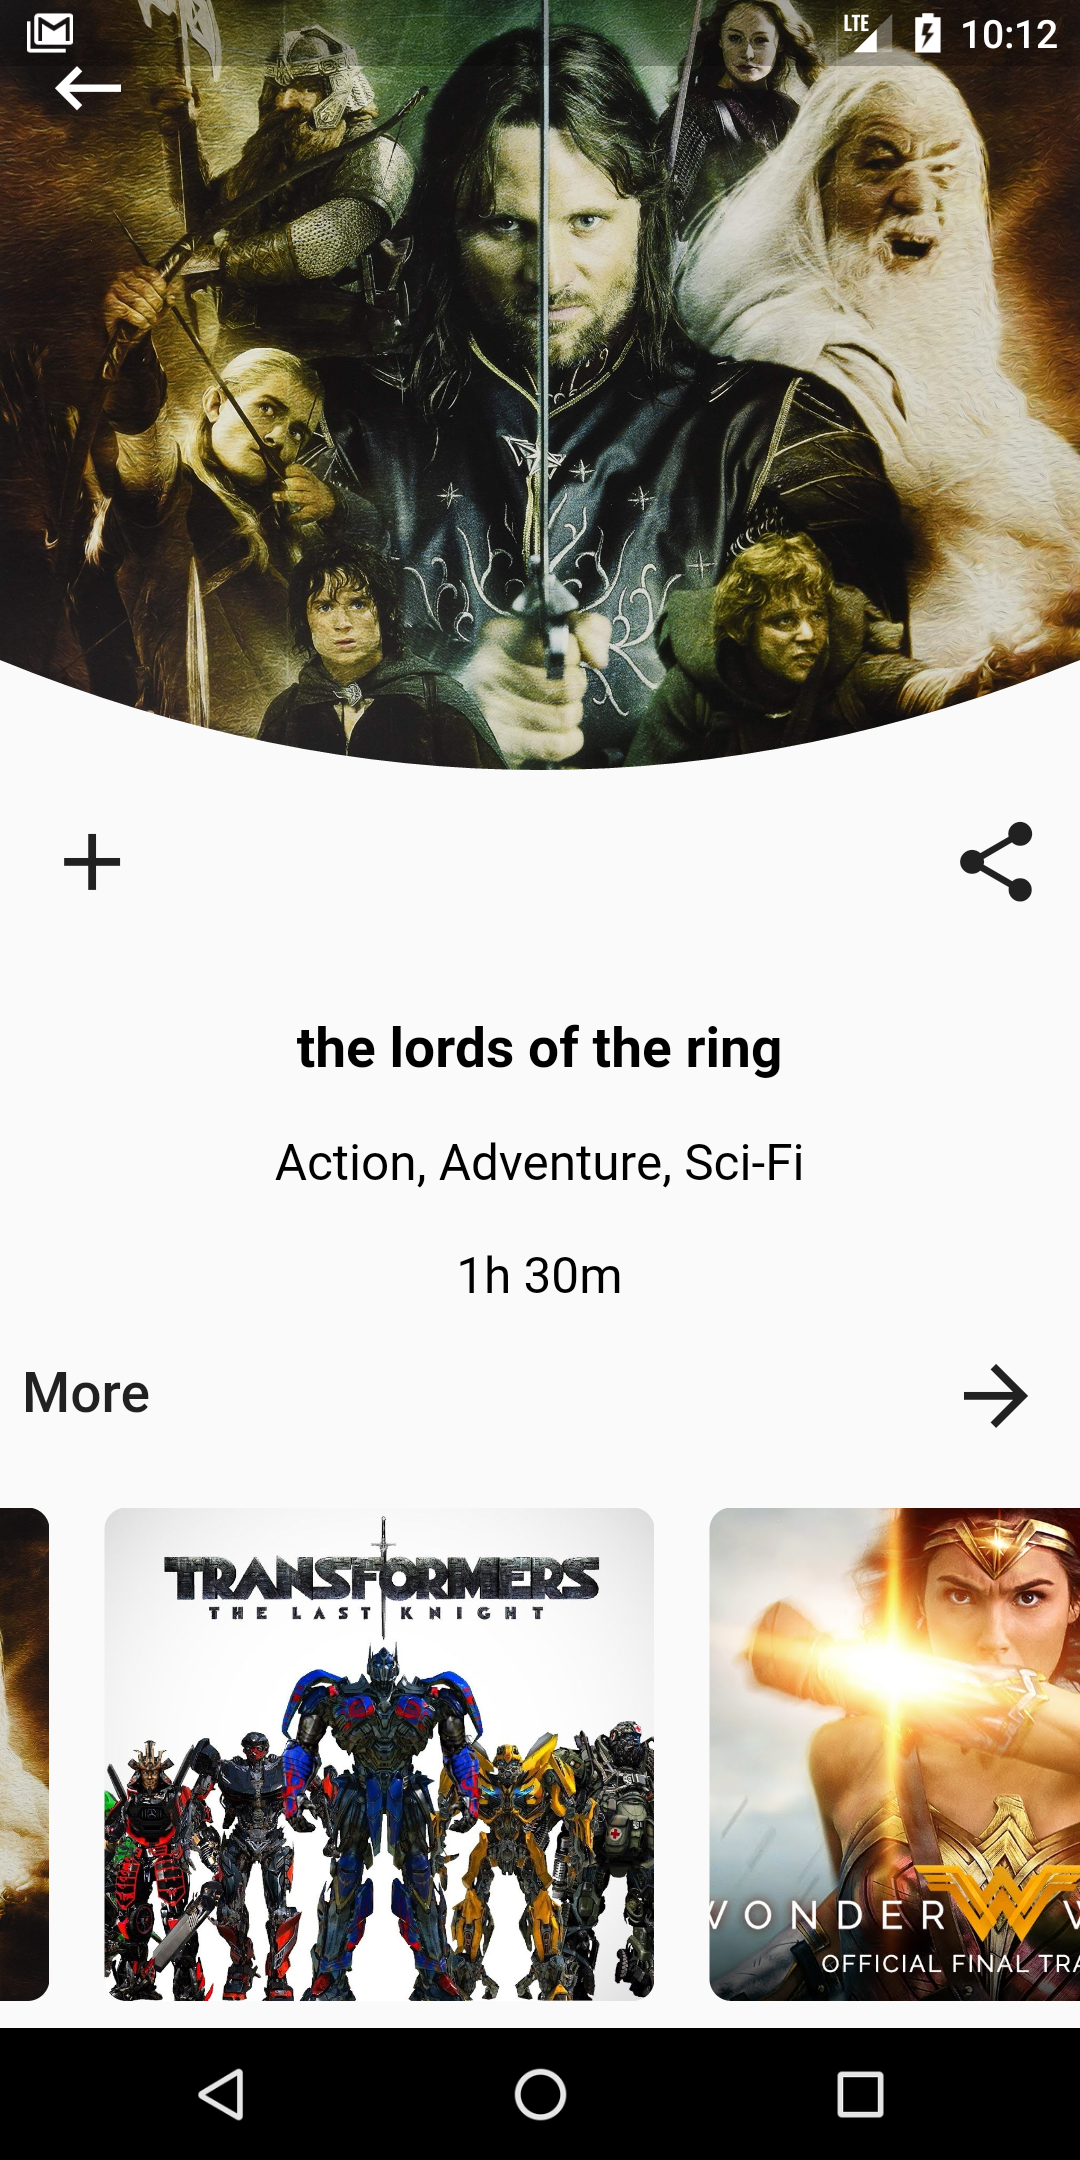 LTE 10:12
the lords of the ring
Action, Adventure, Sci-Fi
1h 30m
More
TRANSFORMERS
THE LAST KNIGHT
WONDER W
OFFICIAL FINAL TRA